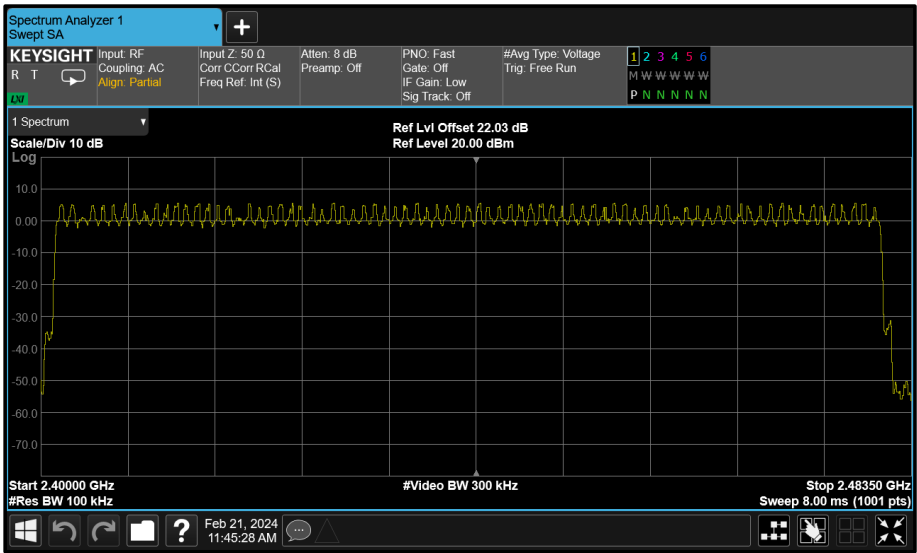 Spectrum Analyzer 1
Swept SA
+
KEYSIGHT
R T
LXI
Input: RF
Coupling: AC
Align: Partial
Input Z: 50 Ω
Corr CCorr RCal
Freq Ref: Int (S)
Atten: 8 dB
Preamp: Off
PNO: Fast
Gate: Off
IF Gain: Low
Sig Track: Off
#Avg Type: Voltage
Trig: Free Run
1 2 3 4 5 6
M W W W W W
P N N N N N
1 Spectrum
Scale/Div 10 dB
Ref Lvl Offset 22.03 dB
Ref Level 20.00 dBm
Log
10.0
0.00
-10.0
-20.0
-30.0
-40.0
-50.0
-60.0
-70.0
Start 2.40000 GHz
#Res BW 100 kHz
#Video BW 300 kHz
Stop 2.48350 GHz
Sweep 8.00 ms (1001 pts)
?
Feb 21, 2024
11:45:28 AM